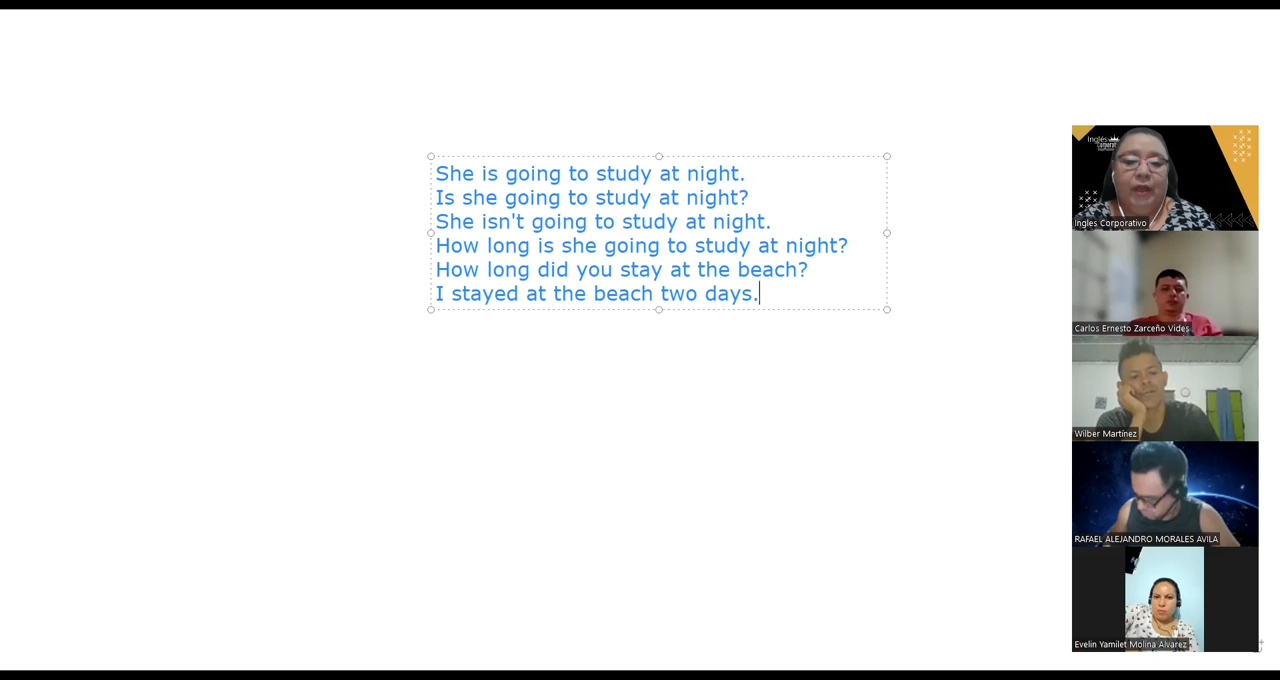 She is going to study at night.
Is she going to study at night?
She isn't going to study at night.
How long is she going to study at night?
How long did you stay at the beach?
I stayed at the beach two days.
Inglés
Corporativo
Ingles Corporativo
Carlos Ernesto Zarceño Vides
Wilber Martínez
RAFAEL ALEJANDRO MORALES AVILA
Evelin Yamilet Molina Alvarez